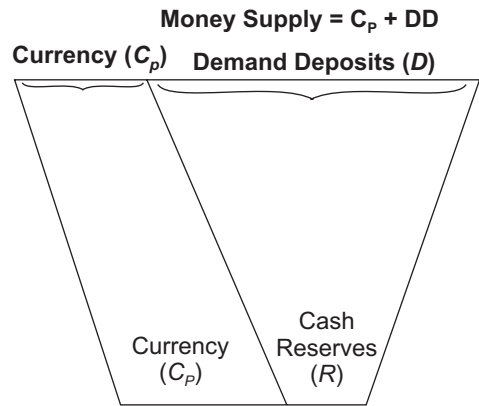 Money Supply = C_P + DD
Currency (C_p) Demand Deposits (D)
Currency
(C_P)
Cash
Reserves
(R)